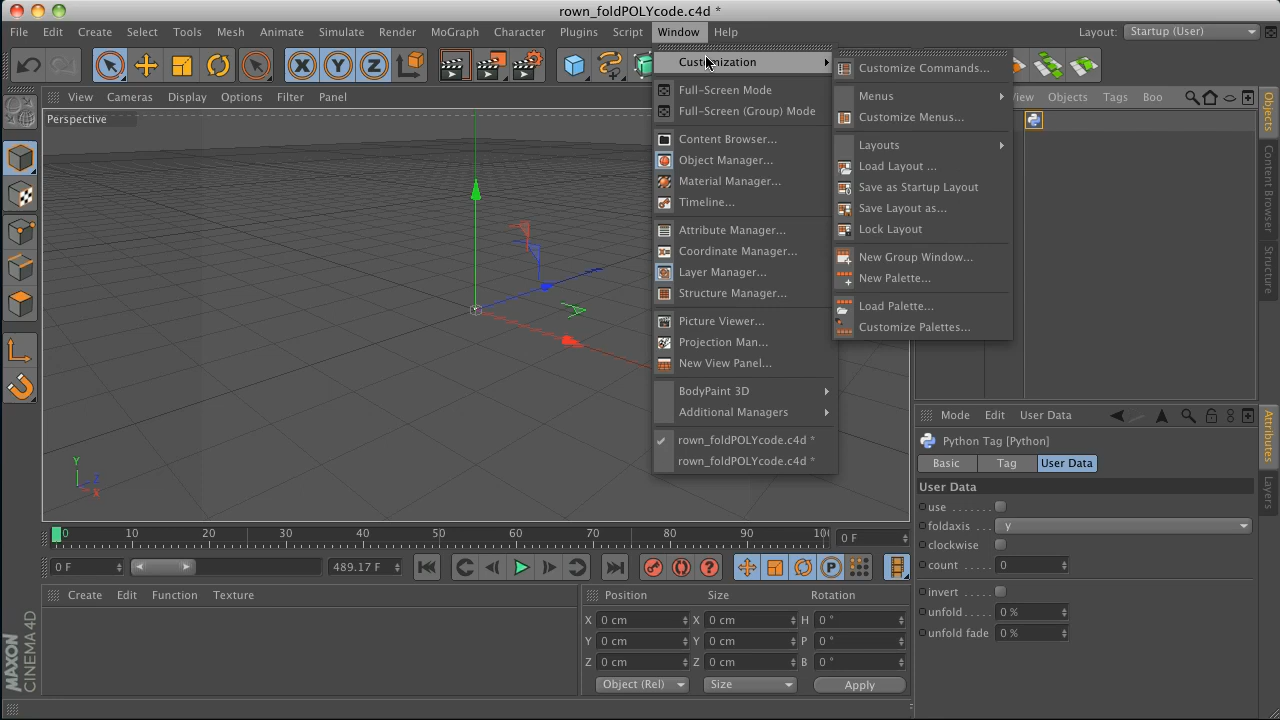 rown_foldPOLYcode.c4d *
File Edit Create Select Tools Mesh Animate Simulate Render MoGraph Character Plugins Script Window Help Layout: Startup (User)
X Y Z
View Cameras Display Options Filter Panel
View Objects Tags Boo
Perspective
Customization
Full-Screen Mode
Full-Screen (Group) Mode
Content Browser...
Object Manager...
Material Manager...
Timeline...
Attribute Manager...
Coordinate Manager...
Layer Manager...
Structure Manager...
Picture Viewer...
Projection Man...
New View Panel...
BodyPaint 3D
Additional Managers
rown_foldPOLYcode.c4d *
rown_foldPOLYcode.c4d *
Customize Commands...
Menus
Customize Menus...
Layouts
Load Layout ...
Save as Startup Layout
Save Layout as...
Lock Layout
New Group Window...
New Palette...
Load Palette...
Customize Palettes...
Objects
Content Browser
Structure
Y
Z
X
Mode Edit User Data
Python Tag [Python]
Basic Tag User Data
User Data
use
foldaxis y
clockwise
count 0
invert
unfold 0 %
unfold fade 0 %
Attributes
Layers
0 10 20 30 40 50 60 70 80 90 10 0 F
0 F 489.17 F P
Create Edit Function Texture
Position Size Rotation
X 0 cm X 0 cm H 0 °
Y 0 cm Y 0 cm P 0 °
Z 0 cm Z 0 cm B 0 °
Object (Rel) Size Apply
MAXON
CINEMA 4D